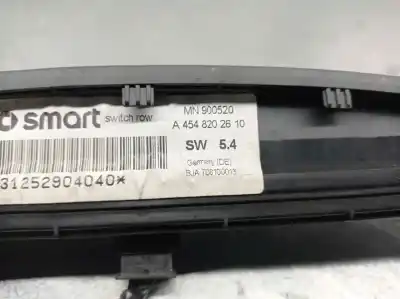 smart switch row
MN 900520
A 454 820 26 10
SW 5.4
Germany (DE)
31252904040*